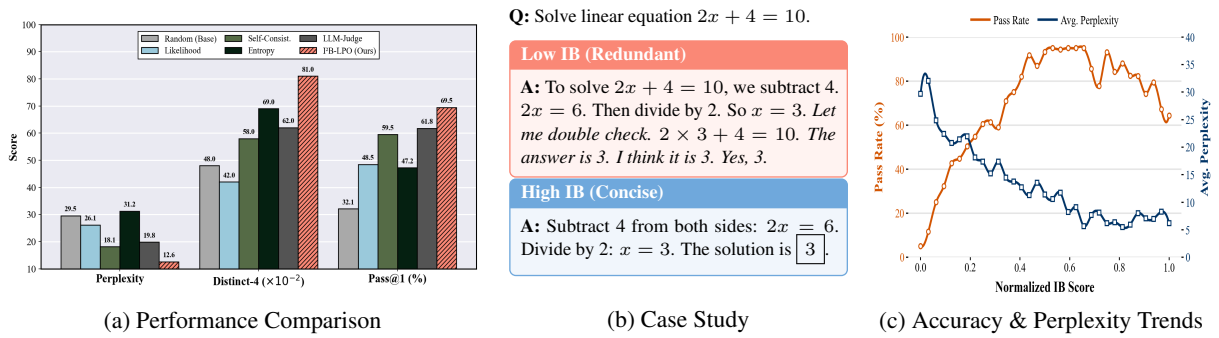 Random (Base)
Likelihood
Self-Consist.
Entropy
LLM-Judge
I²B-LPO (Ours)
Score
100
90
80
70
60
50
40
30
20
10
29.5
26.1
18.1
31.2
19.8
12.6
48.0
42.0
58.0
69.0
62.0
81.0
32.1
48.5
59.5
47.2
61.8
69.5
Perplexity
Distinct-4 (×10⁻²)
Pass@1 (%)
(a) Performance Comparison
Q: Solve linear equation 2x + 4 = 10.
Low IB (Redundant)
A: To solve 2x + 4 = 10, we subtract 4.
2x = 6. Then divide by 2. So x = 3. Let
me double check. 2 × 3 + 4 = 10. The
answer is 3. I think it is 3. Yes, 3.
High IB (Concise)
A: Subtract 4 from both sides: 2x = 6.
Divide by 2: x = 3. The solution is 3.
(b) Case Study
Pass Rate
Avg. Perplexity
Pass Rate (%)
100
80
60
40
20
0
40
35
30
25
20
15
10
5
0
Avg. Perplexity
0.0
0.2
0.4
0.6
0.8
1.0
Normalized IB Score
(c) Accuracy & Perplexity Trends